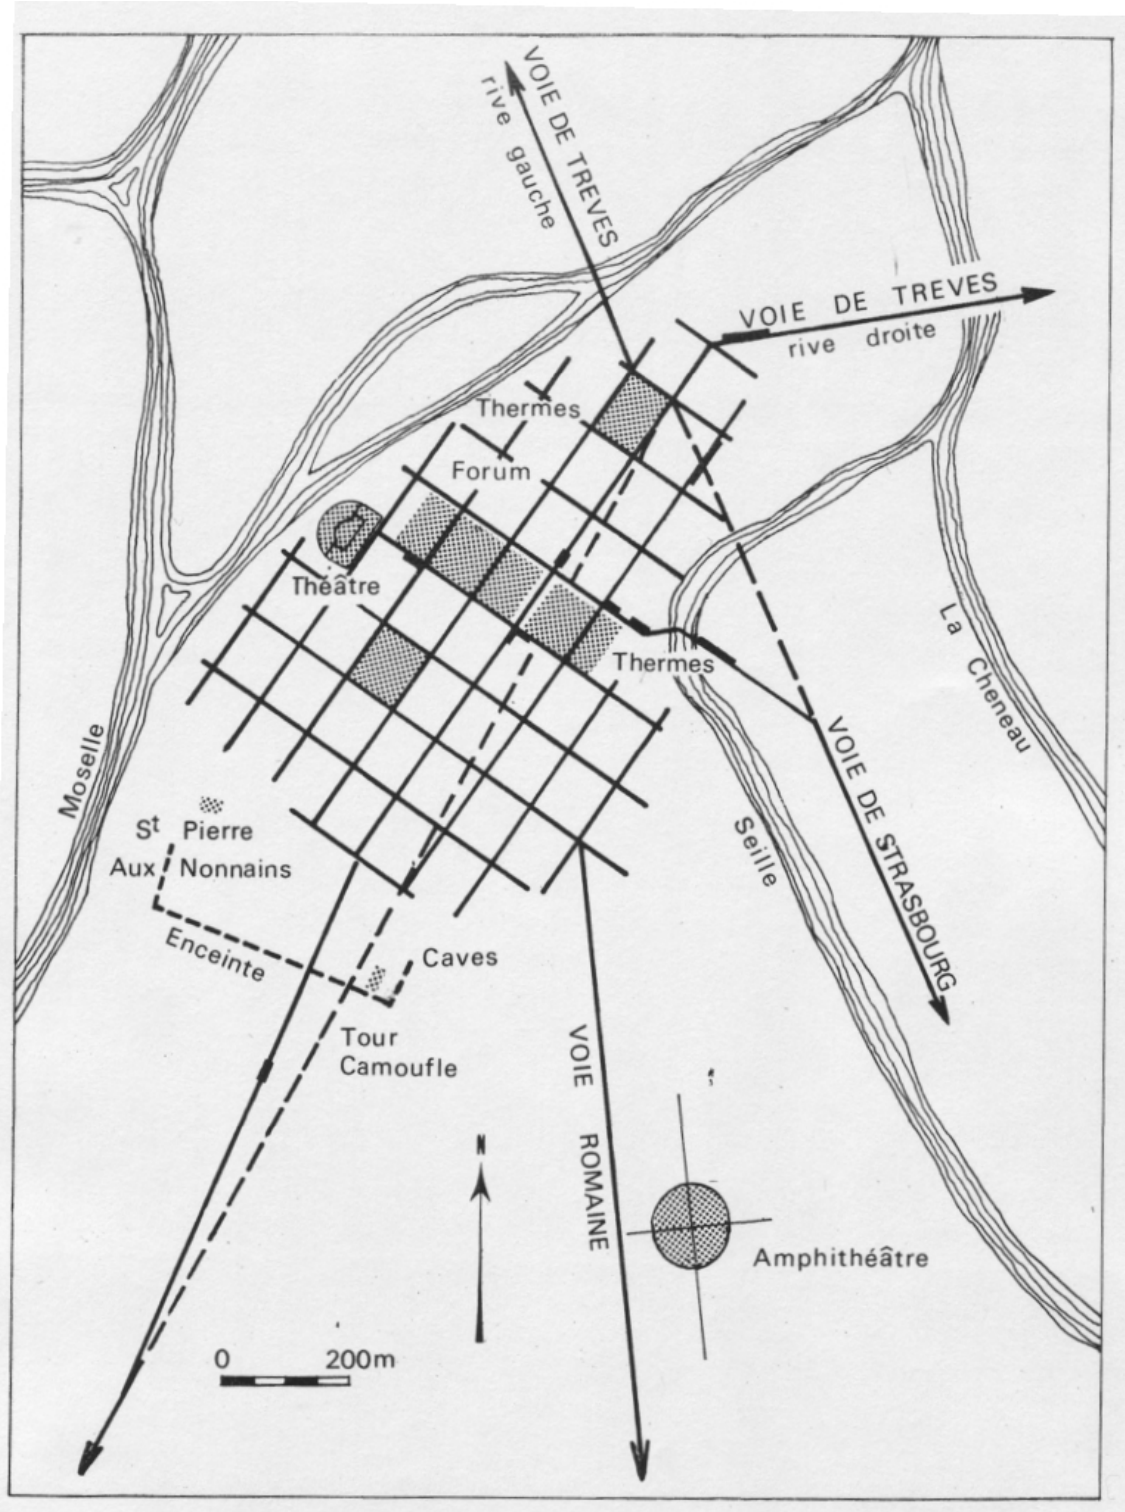 VOIE DE TREVES
rive gauche
VOIE DE TREVES
rive droite
Thermes
Forum
Théâtre
Thermes
La Cheneau
Moselle
VOIE DE STRASBOURG
Seille
St Pierre
Aux Nonnains
Enceinte
Caves
Tour
Camoufle
VOIE ROMAINE
N
Amphithéâtre
0 200m